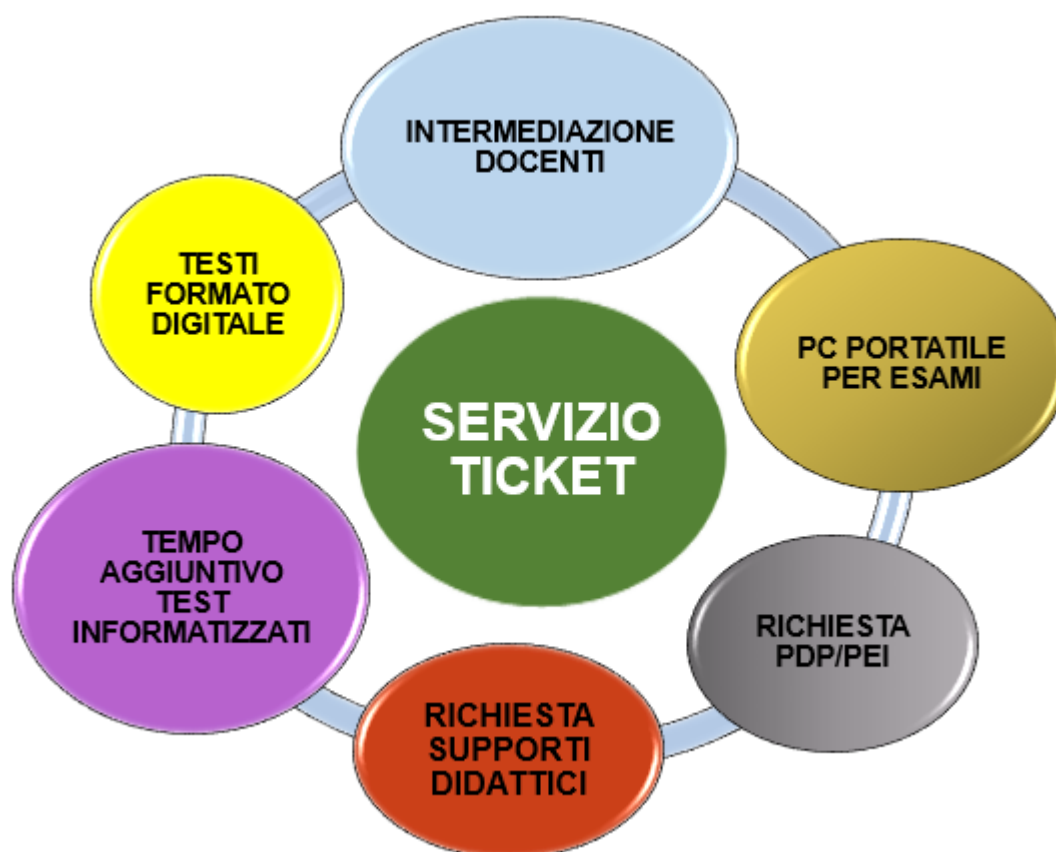 INTERMEDIAZIONE
DOCENTI
TESTI
FORMATO
DIGITALE
PC PORTATILE
PER ESAMI
SERVIZIO
TICKET
TEMPO
AGGIUNTIVO
TEST
INFORMATIZZATI
RICHIESTA
PDP/PEI
RICHIESTA
SUPPORTI
DIDATTICI